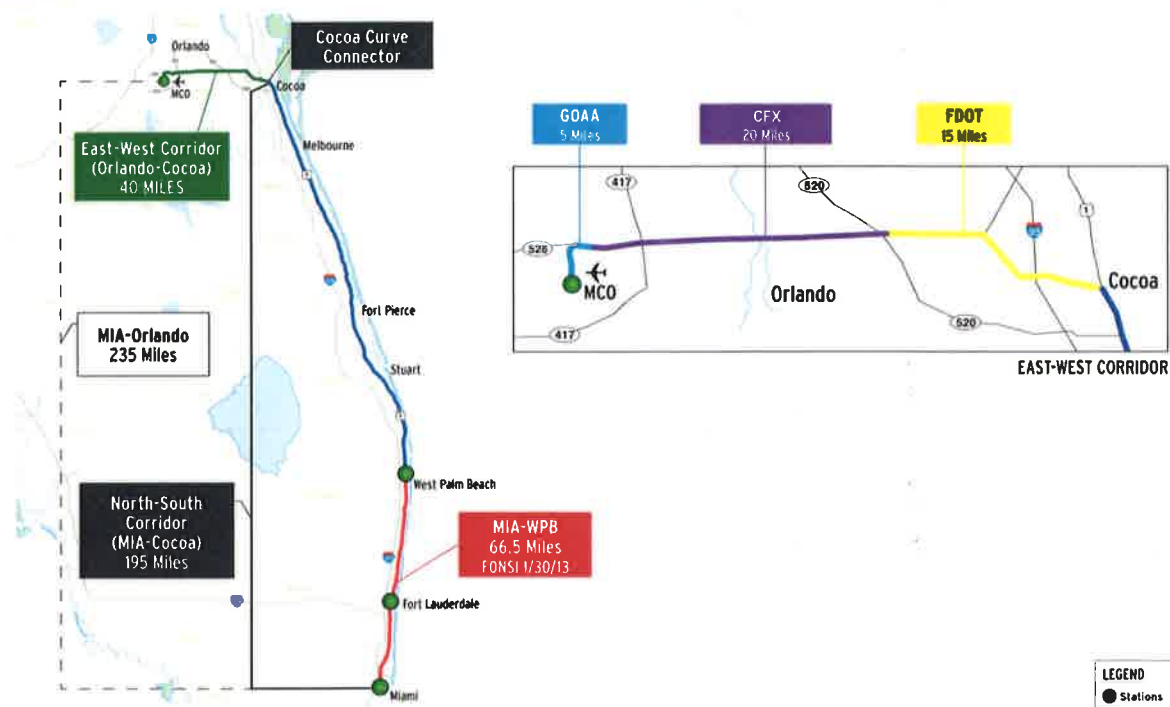 Orlando
MCO
Cocoa Curve
Connector
Cocoa
East-West Corridor
(Orlando-Cocoa)
40 MILES
Melbourne
1
Fort Pierce
MIA-Orlando
235 Miles
Stuart
West Palm Beach
North-South
Corridor
(MIA-Cocoa)
195 Miles
MIA-WPB
66.5 Miles
FONSI 1/30/13
Fort Lauderdale
Miami
GOAA
5 Miles
CFX
20 Miles
FDOT
15 Miles
417
520
1
95
528
MCO
Orlando
Cocoa
417
520
EAST-WEST CORRIDOR
LEGEND
Stations